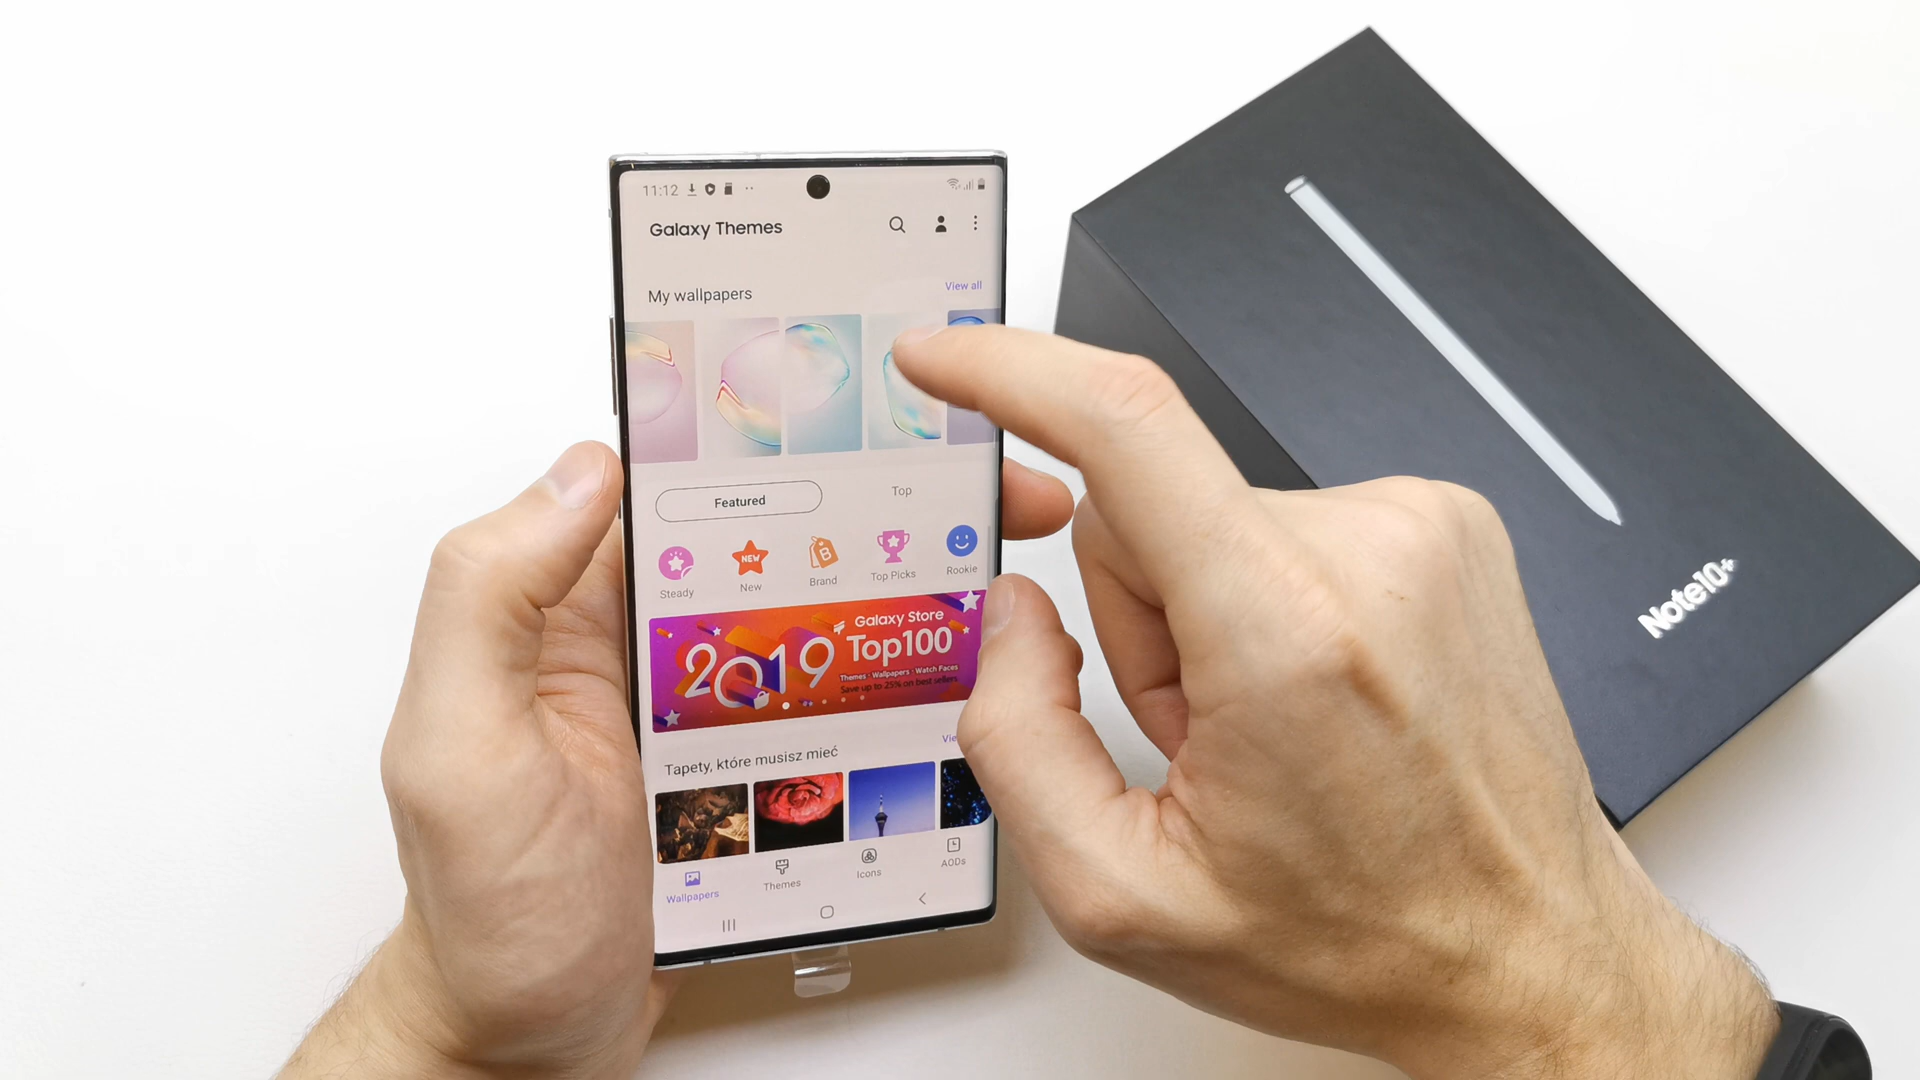 11:12
Galaxy Themes
My wallpapers
View all
Featured
Top
Steady
NEW
New
B
Brand
Top Picks
Rookie
2019
Galaxy Store
Top100
Themes · Wallpapers · Watch Faces
Save up to 25% on best sellers
Tapety, które musisz mieć
Wallpapers
Themes
Icons
AODs
Note10+